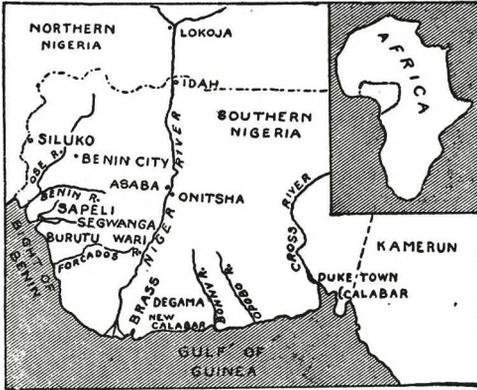 NORTHERN
NIGERIA
LOKOJA
IDAH
SOUTHERN
NIGERIA
AFRICA
SILUKO
OBE R.
BENIN CITY
ASABA
ONITSHA
NIGER RIVER
BENIN R.
SAPELI
SEGWANGA
BURUTU WARI
R.
FORCADOS
BIGHT OF
BENIN
CROSS RIVER
KAMERUN
DUKE TOWN
CALABAR
BRASS
DEGAMA
NEW
CALABAR
BONNY R.
OPOBO R.
GULF OF
GUINEA